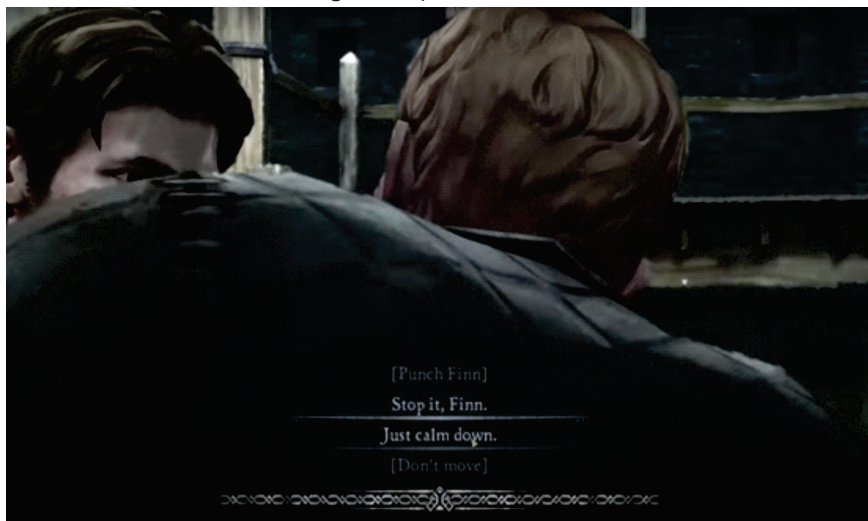 [Punch Finn]
Stop it, Finn.
Just calm down.
[Don't move]